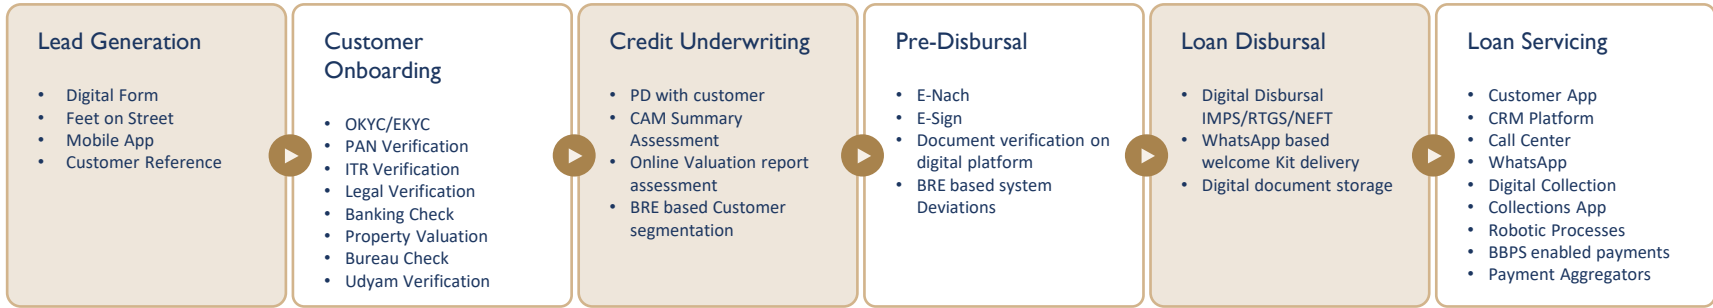 Lead Generation
• Digital Form
• Feet on Street
• Mobile App
• Customer Reference
Customer
Onboarding
• OKYC/EKYC
• PAN Verification
• ITR Verification
• Legal Verification
• Banking Check
• Property Valuation
• Bureau Check
• Udyam Verification
Credit Underwriting
• PD with customer
• CAM Summary
Assessment
• Online Valuation report
assessment
• BRE based Customer
segmentation
Pre-Disbursal
• E-Nach
• E-Sign
• Document verification on
digital platform
• BRE based system
Deviations
Loan Disbursal
• Digital Disbursal
IMPS/RTGS/NEFT
• WhatsApp based
welcome Kit delivery
• Digital document storage
Loan Servicing
• Customer App
• CRM Platform
• Call Center
• WhatsApp
• Digital Collection
• Collections App
• Robotic Processes
• BBPS enabled payments
• Payment Aggregators